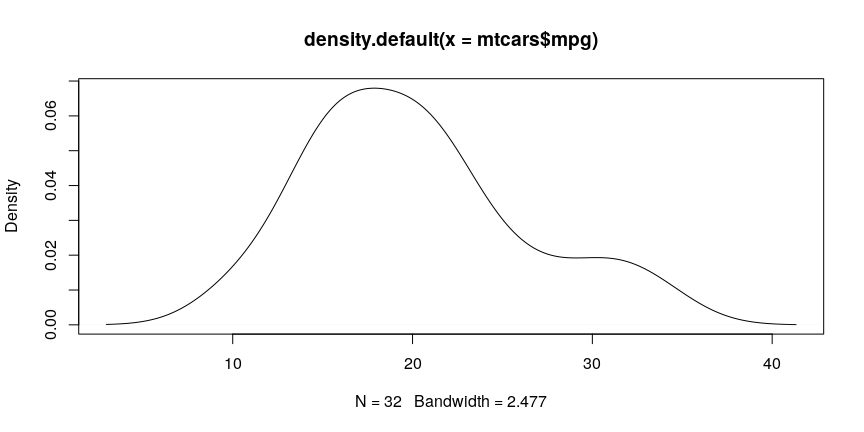 density.default(x = mtcars$mpg)
Density
0.06
0.04
0.02
0.00
10 20 30 40
N = 32 Bandwidth = 2.477